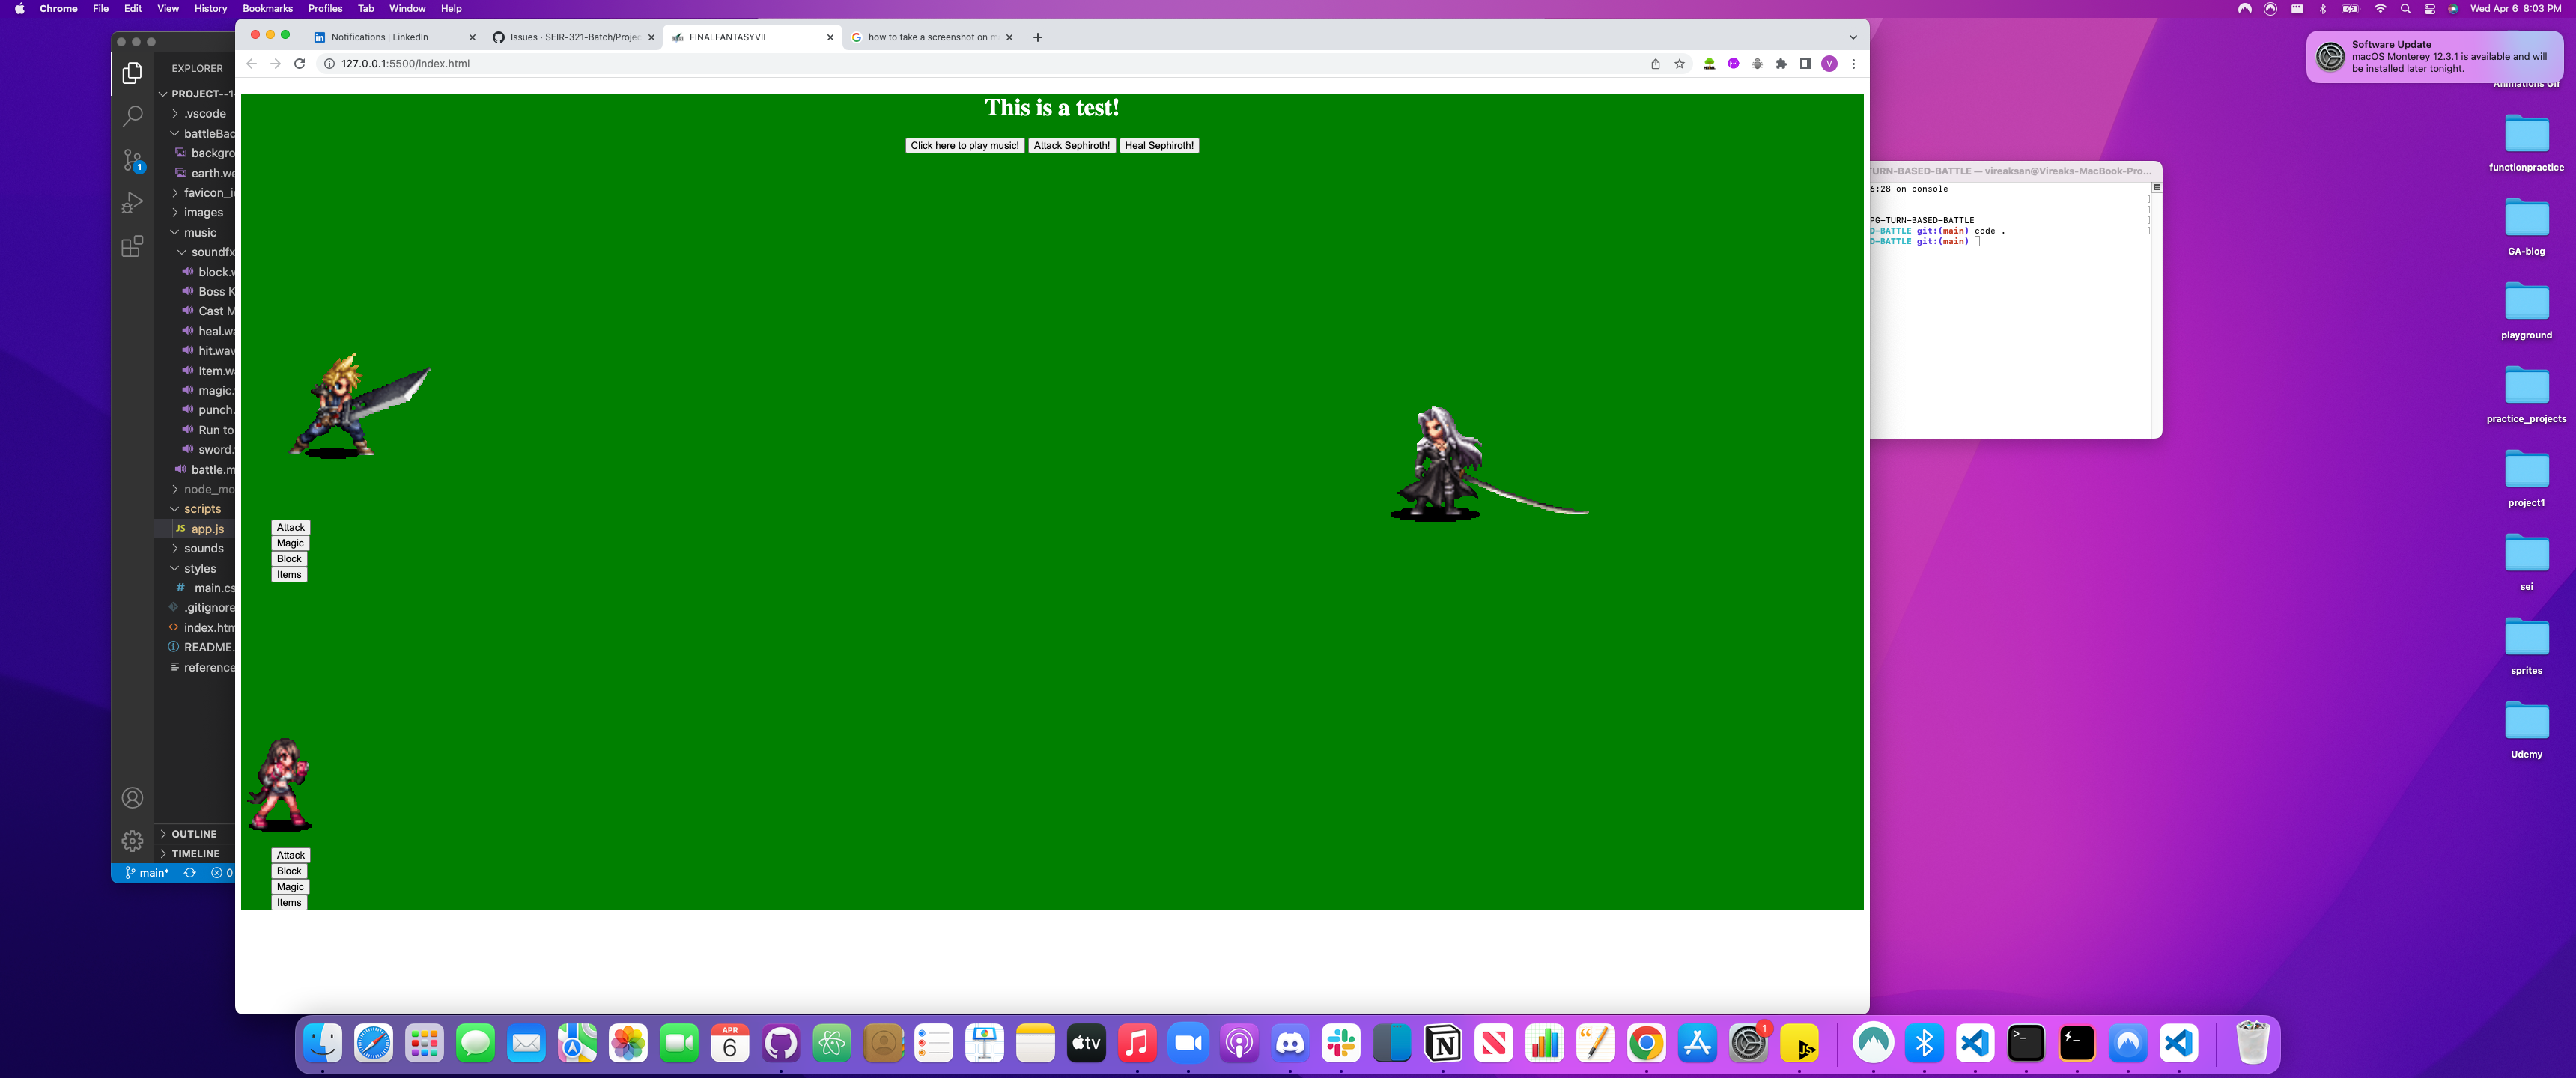 Chrome File Edit View History Bookmarks Profiles Tab Window Help
Wed Apr 6 8:03 PM
Software Update
macOS Monterey 12.3.1 is available and will
be installed later tonight.
Notifications | LinkedIn
Issues · SEIR-321-Batch/Projec
FINALFANTASYVII
how to take a screenshot on m
127.0.0.1:5500/index.html
V
EXPLORER
PROJECT--1
.vscode
battleBac
backgro
earth.we
favicon_i
images
music
soundfx
block.w
Boss K
Cast M
heal.wa
hit.wav
Item.w
magic.
punch.
Run to
sword.
battle.m
node_mo
scripts
JS app.js
sounds
styles
# main.cs
.gitignore
index.htm
README.
reference
OUTLINE
TIMELINE
main*
0
1
This is a test!
Click here to play music! Attack Sephiroth! Heal Sephiroth!
Attack
Magic
Block
Items
Attack
Block
Magic
Items
TURN-BASED-BATTLE — vireaksan@Vireaks-MacBook-Pro...
6:28 on console
PG-TURN-BASED-BATTLE
D-BATTLE git:(main) code .
D-BATTLE git:(main)
Animations Gif
functionpractice
GA-blog
playground
practice_projects
project1
sei
sprites
Udemy
APR
6
tv
N
1
JS